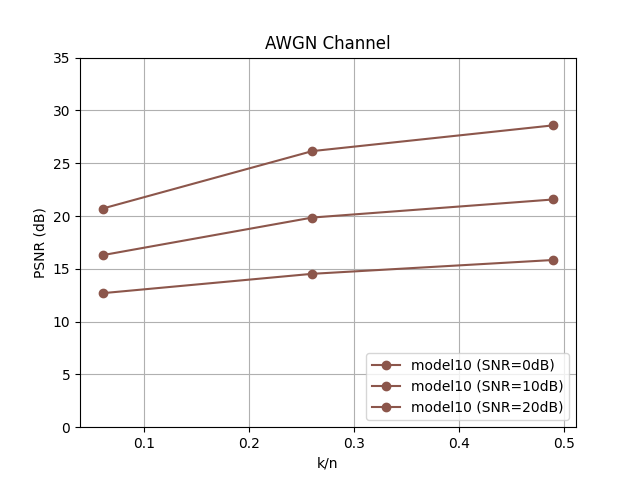 AWGN Channel
PSNR (dB)
35
30
25
20
15
10
5
0
0.1 0.2 0.3 0.4 0.5
k/n
model10 (SNR=0dB)
model10 (SNR=10dB)
model10 (SNR=20dB)